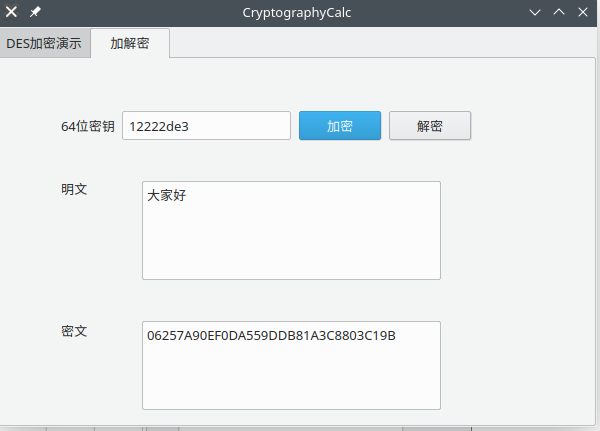 CryptographyCalc
DES加密演示 加解密
64位密钥 12222de3 加密 解密
明文
大家好
密文
06257A90EF0DA559DDB81A3C8803C19B